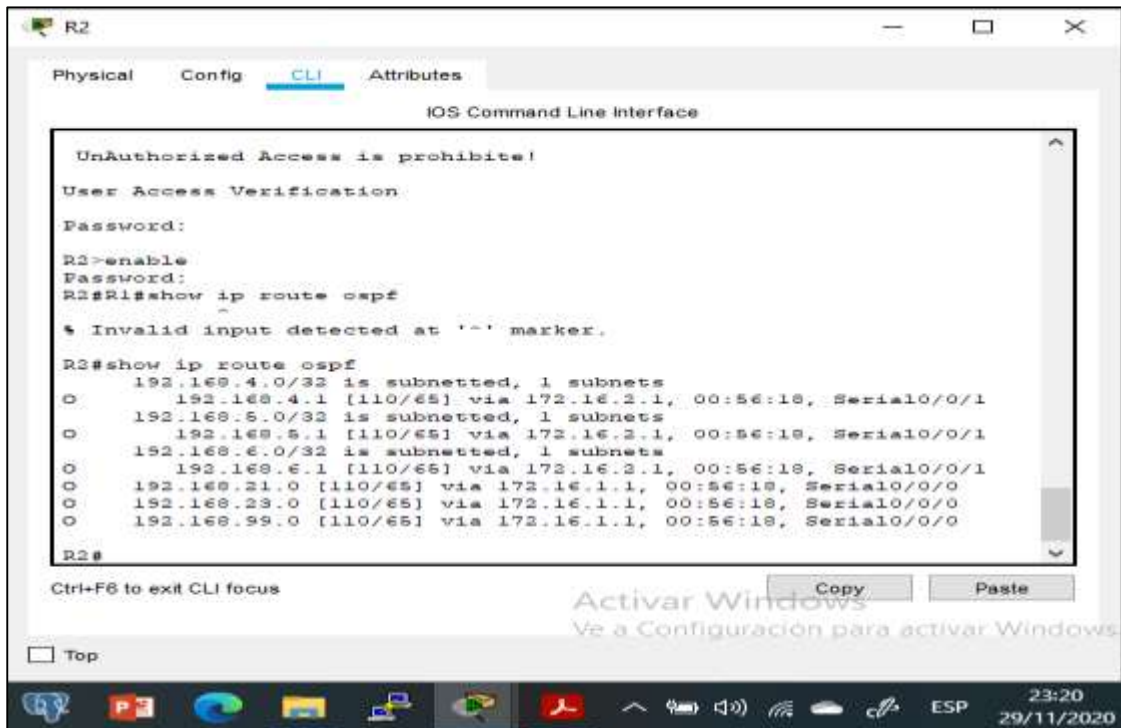 R2
Physical Config CLI Attributes
IOS Command Line Interface
UnAuthorized Access is prohibite!
User Access Verification
Password:
R2>enable
Password:
R2#R1#show ip route ospf
^
% Invalid input detected at '^' marker.
R2#show ip route ospf
192.168.4.0/32 is subnetted, 1 subnets
O 192.168.4.1 [110/65] via 172.16.2.1, 00:56:18, Serial0/0/1
192.168.5.0/32 is subnetted, 1 subnets
O 192.168.5.1 [110/65] via 172.16.2.1, 00:56:18, Serial0/0/1
192.168.6.0/32 is subnetted, 1 subnets
O 192.168.6.1 [110/65] via 172.16.2.1, 00:56:18, Serial0/0/1
O 192.168.21.0 [110/65] via 172.16.1.1, 00:56:18, Serial0/0/0
O 192.168.23.0 [110/65] via 172.16.1.1, 00:56:18, Serial0/0/0
O 192.168.99.0 [110/65] via 172.16.1.1, 00:56:18, Serial0/0/0
R2#
Ctrl+F6 to exit CLI focus
Copy Paste
Activar Windows
Ve a Configuración para activar Windows
Top
ESP
23:20
29/11/2020